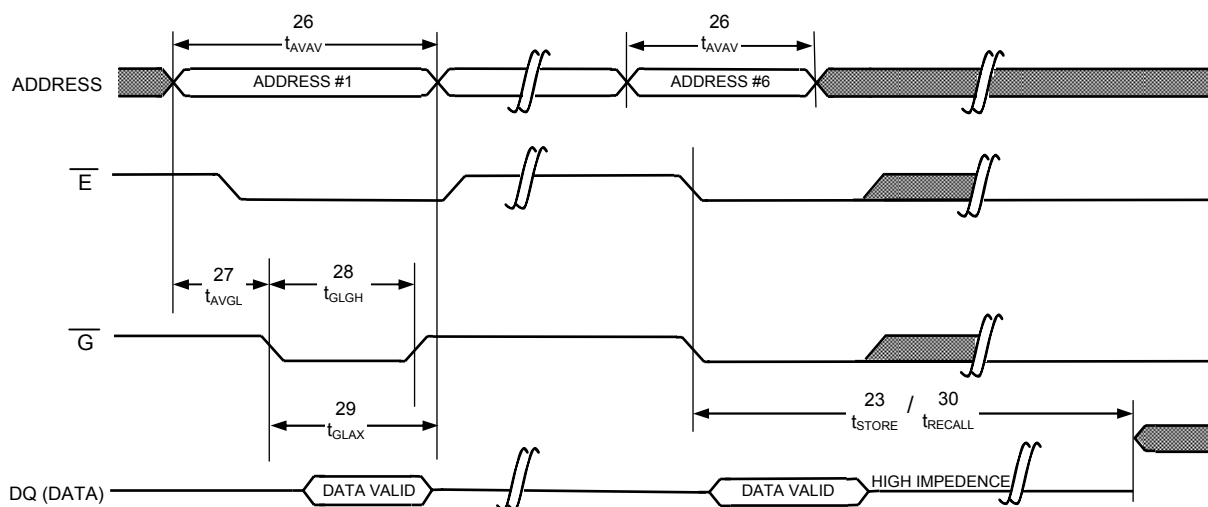 26
tAVAV
26
tAVAV
ADDRESS
ADDRESS #1
ADDRESS #6
E
27
tAVGL
28
tGLGH
G
29
tGLAX
23 / 30
tSTORE tRECALL
DQ (DATA)
DATA VALID
DATA VALID
HIGH IMPEDENCE